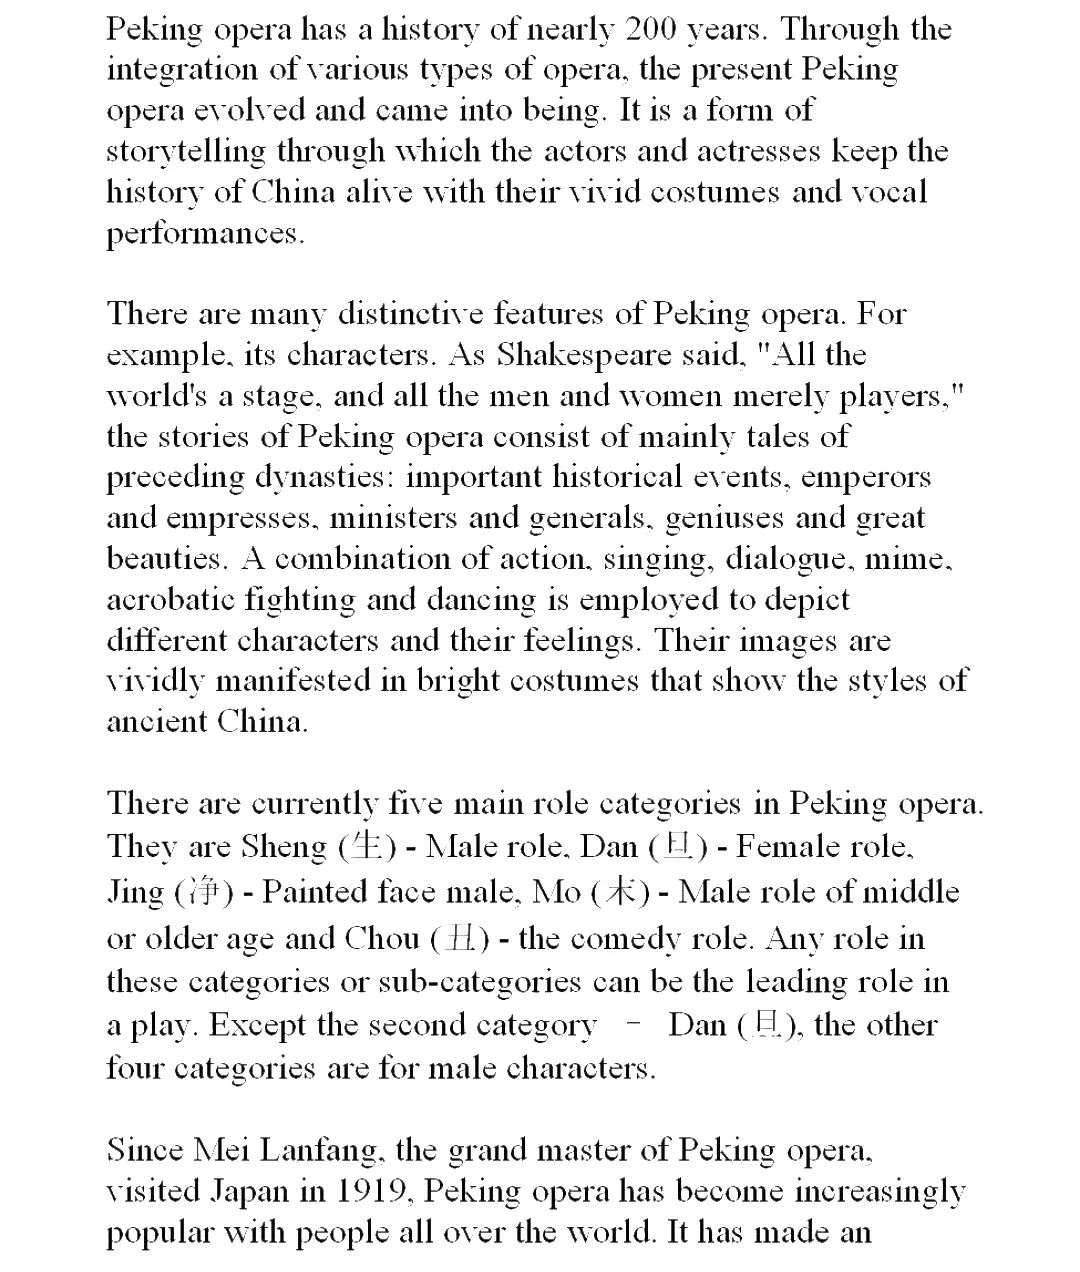 Peking opera has a history of nearly 200 years. Through the
integration of various types of opera, the present Peking
opera evolved and came into being. It is a form of
storytelling through which the actors and actresses keep the
history of China alive with their vivid costumes and vocal
performances.
There are many distinctive features of Peking opera. For
example, its characters. As Shakespeare said, "All the
world's a stage, and all the men and women merely players,"
the stories of Peking opera consist of mainly tales of
preceding dynasties: important historical events, emperors
and empresses, ministers and generals, geniuses and great
beauties. A combination of action, singing, dialogue, mime,
acrobatic fighting and dancing is employed to depict
different characters and their feelings. Their images are
vividly manifested in bright costumes that show the styles of
ancient China.
There are currently five main role categories in Peking opera.
They are Sheng (生) - Male role, Dan (旦) - Female role,
Jing (净) - Painted face male, Mo (末) - Male role of middle
or older age and Chou (丑) - the comedy role. Any role in
these categories or sub-categories can be the leading role in
a play. Except the second category – Dan (旦), the other
four categories are for male characters.
Since Mei Lanfang, the grand master of Peking opera,
visited Japan in 1919, Peking opera has become increasingly
popular with people all over the world. It has made an